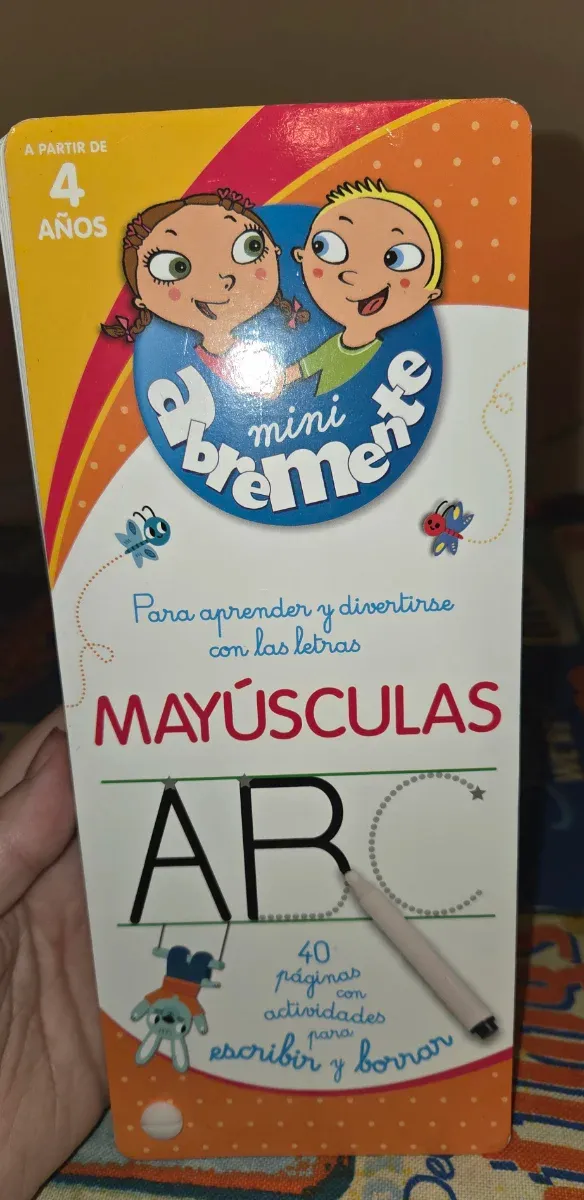 A PARTIR DE
4
AÑOS
mini
abremente
Para aprender y divertirse
con las letras
MAYÚSCULAS
ABC
40
páginas
con
actividades
para
escribir y borrar